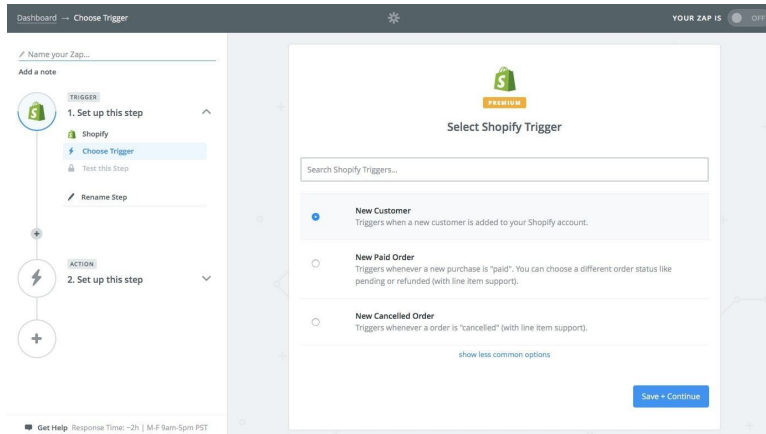 Dashboard → Choose Trigger
YOUR ZAP IS OFF
Name your Zap...
Add a note
TRIGGER
1. Set up this step
Shopify
Choose Trigger
Test this Step
Rename Step
ACTION
2. Set up this step
Get Help Response Time: ~2h | M-F 9am-5pm PST
PREMIUM
Select Shopify Trigger
Search Shopify Triggers...
New Customer
Triggers when a new customer is added to your Shopify account.
New Paid Order
Triggers whenever a new purchase is "paid". You can choose a different order status like
pending or refunded (with line item support).
New Cancelled Order
Triggers whenever a order is "cancelled" (with line item support).
show less common options
Save + Continue